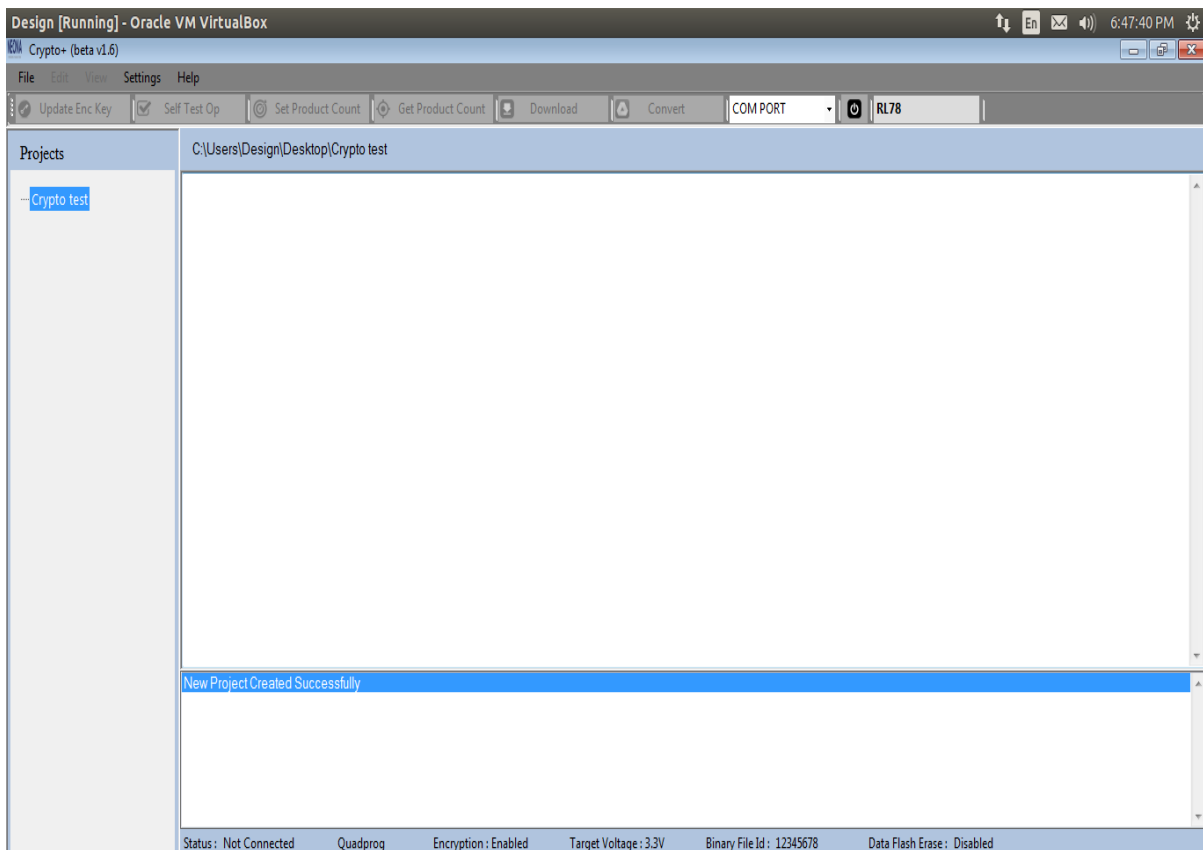 Design [Running] - Oracle VM VirtualBox En 6:47:40 PM
Crypto+ (beta v1.6)
File Edit View Settings Help
Update Enc Key Self Test Op Set Product Count Get Product Count Download Convert COM PORT RL78
Projects C:\Users\Design\Desktop\Crypto test
Crypto test
New Project Created Successfully
Status : Not Connected Quadprog Encryption : Enabled Target Voltage : 3.3V Binary File Id : 12345678 Data Flash Erase : Disabled